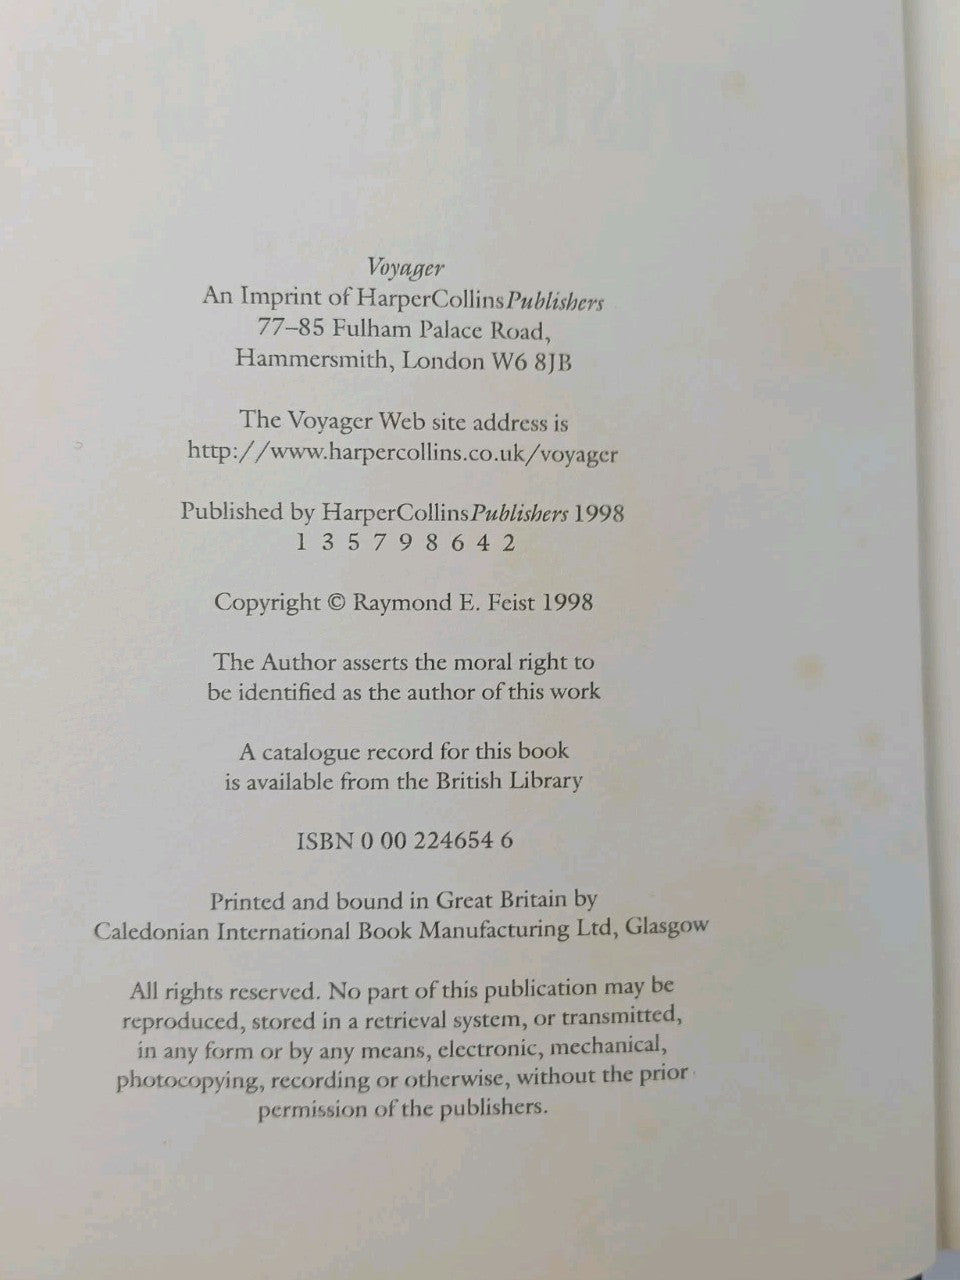 Voyager
An Imprint of HarperCollinsPublishers
77–85 Fulham Palace Road,
Hammersmith, London W6 8JB
The Voyager Web site address is
http://www.harpercollins.co.uk/voyager
Published by HarperCollinsPublishers 1998
1 3 5 7 9 8 6 4 2
Copyright © Raymond E. Feist 1998
The Author asserts the moral right to
be identified as the author of this work
A catalogue record for this book
is available from the British Library
ISBN 0 00 224654 6
Printed and bound in Great Britain by
Caledonian International Book Manufacturing Ltd, Glasgow
All rights reserved. No part of this publication may be
reproduced, stored in a retrieval system, or transmitted,
in any form or by any means, electronic, mechanical,
photocopying, recording or otherwise, without the prior
permission of the publishers.